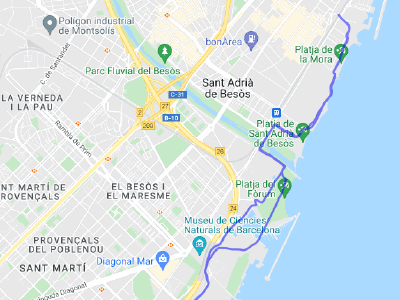 Polígon industrial
de Montsolís
bonÀrea
Platja de
la Mora
C. de Santander
Parc Fluvial del Besòs
Sant Adrià
de Besòs
C-31
LA VERNEDA
I LA PAU
27
B-10
200
Rambla de Prim
Platja de
Sant Adrià
de Besòs
26
SANT MARTÍ DE
PROVENÇALS
EL BESÒS I
EL MARESME
Platja del
Fòrum
24
Museu de Ciències
Naturals de Barcelona
PROVENÇALS
DEL POBLENOU
Diagonal Mar
SANT MARTÍ